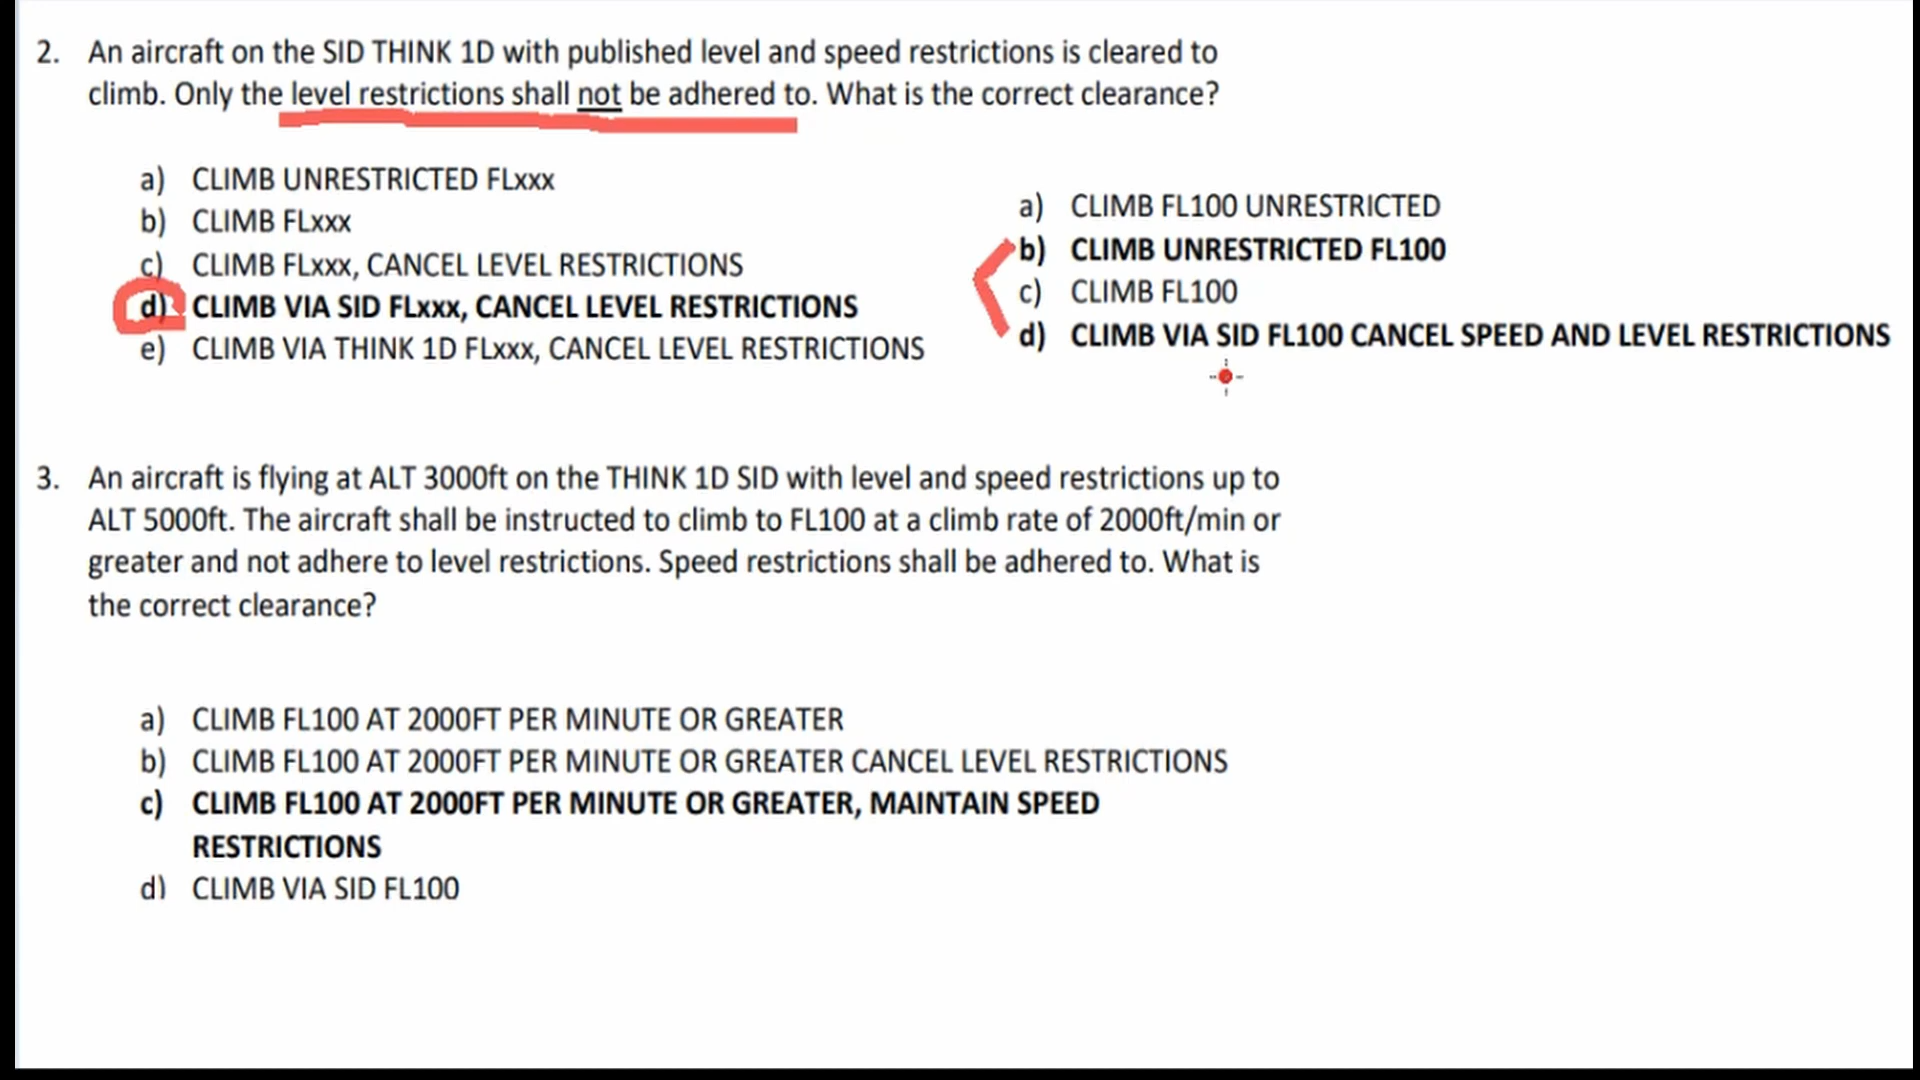 2. An aircraft on the SID THINK 1D with published level and speed restrictions is cleared to
climb. Only the level restrictions shall not be adhered to. What is the correct clearance?
a) CLIMB UNRESTRICTED FLxxx
b) CLIMB FLxxx
c) CLIMB FLxxx, CANCEL LEVEL RESTRICTIONS
d) CLIMB VIA SID FLxxx, CANCEL LEVEL RESTRICTIONS
e) CLIMB VIA THINK 1D FLxxx, CANCEL LEVEL RESTRICTIONS
a) CLIMB FL100 UNRESTRICTED
b) CLIMB UNRESTRICTED FL100
c) CLIMB FL100
d) CLIMB VIA SID FL100 CANCEL SPEED AND LEVEL RESTRICTIONS
3. An aircraft is flying at ALT 3000ft on the THINK 1D SID with level and speed restrictions up to
ALT 5000ft. The aircraft shall be instructed to climb to FL100 at a climb rate of 2000ft/min or
greater and not adhere to level restrictions. Speed restrictions shall be adhered to. What is
the correct clearance?
a) CLIMB FL100 AT 2000FT PER MINUTE OR GREATER
b) CLIMB FL100 AT 2000FT PER MINUTE OR GREATER CANCEL LEVEL RESTRICTIONS
c) CLIMB FL100 AT 2000FT PER MINUTE OR GREATER, MAINTAIN SPEED
RESTRICTIONS
d) CLIMB VIA SID FL100